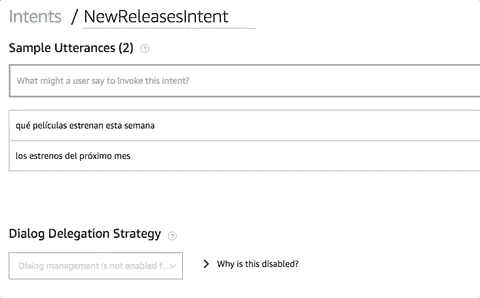 Intents / NewReleasesIntent
Sample Utterances (2) ?
What might a user say to invoke this intent?
qué películas estrenan esta semana
los estrenos del próximo mes
Dialog Delegation Strategy ?
Dialog management is not enabled f...
Why is this disabled?